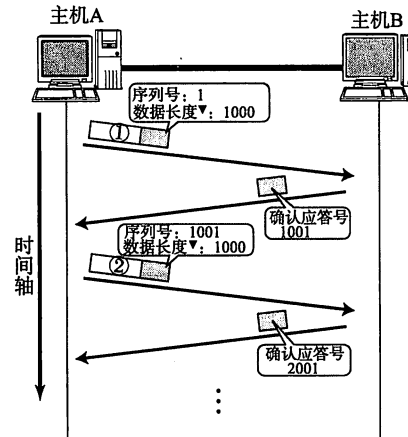 主机A
主机B
序列号: 1
数据长度▼: 1000
①
确认应答号
1001
序列号: 1001
数据长度▼: 1000
②
时间轴
确认应答号
2001
⋮